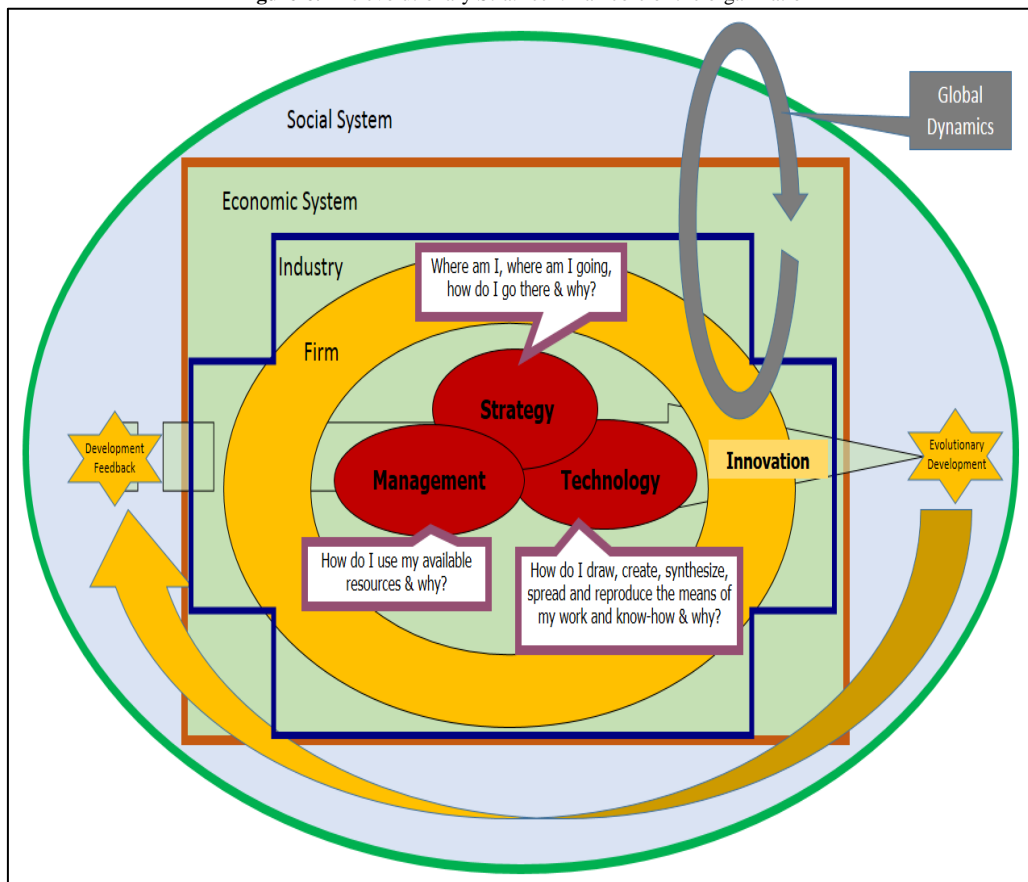 Global
Dynamics
Social System
Economic System
Industry
Where am I, where am I going,
how do I go there & why?
Firm
Strategy
Development
Feedback
Management
Technology
Innovation
Evolutionary
Development
How do I use my available
resources & why?
How do I draw, create, synthesize,
spread and reproduce the means of
my work and know-how & why?